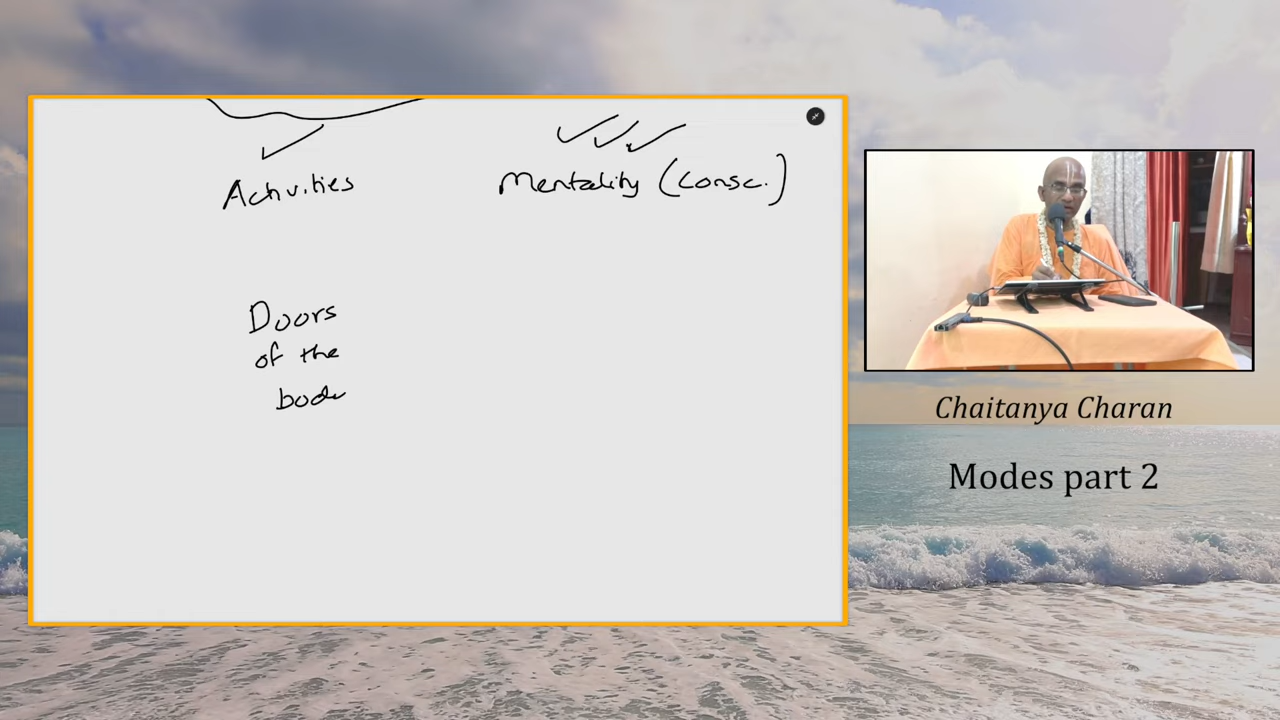 Activities
Mentality (Consc.)
Doors
of the
body
Chaitanya Charan
Modes part 2